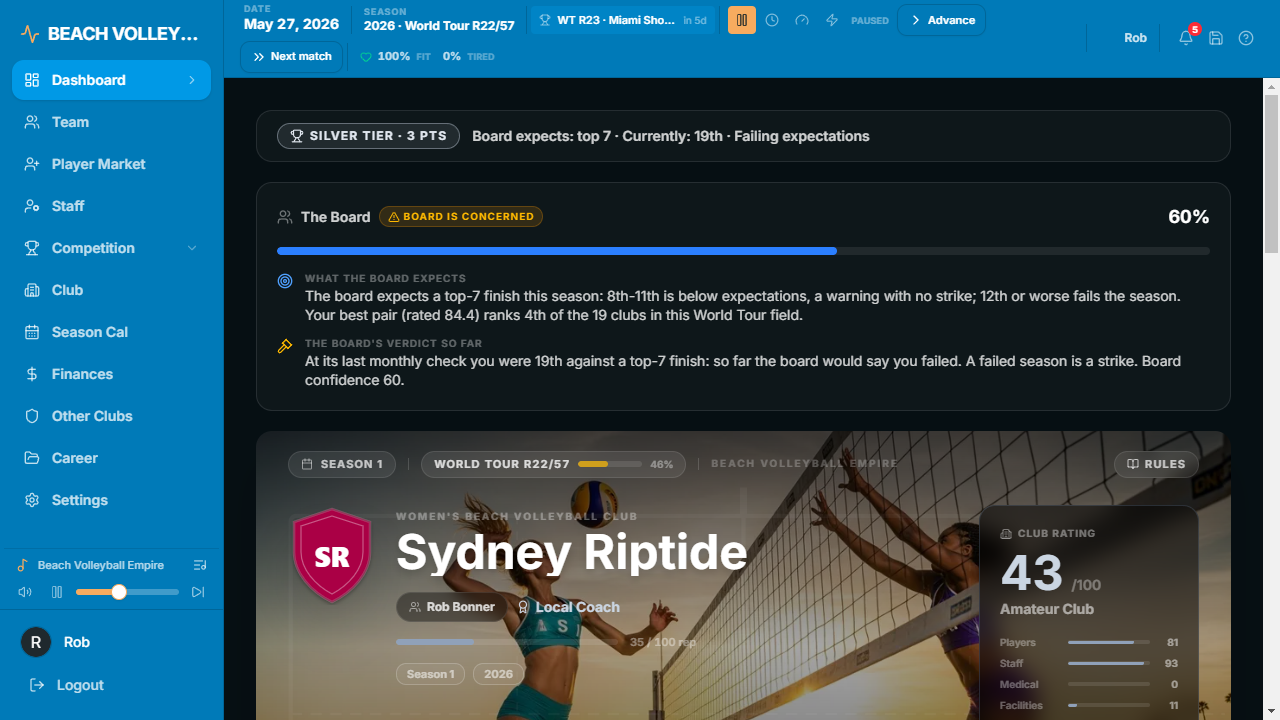 BEACH VOLLEY...
Dashboard
Team
Player Market
Staff
Competition
Club
Season Cal
Finances
Other Clubs
Career
Settings
Beach Volleyball Empire
R
Rob
Logout
DATE
May 27, 2026
SEASON
2026 · World Tour R22/57
WT R23 · Miami Sho... in 5d
PAUSED
Advance
Next match
100% FIT 0% TIRED
Rob
5
SILVER TIER · 3 PTS
Board expects: top 7 · Currently: 19th · Failing expectations
The Board
BOARD IS CONCERNED
60%
WHAT THE BOARD EXPECTS
The board expects a top-7 finish this season: 8th-11th is below expectations, a warning with no strike; 12th or worse fails the season.
Your best pair (rated 84.4) ranks 4th of the 19 clubs in this World Tour field.
THE BOARD'S VERDICT SO FAR
At its last monthly check you were 19th against a top-7 finish: so far the board would say you failed. A failed season is a strike. Board
confidence 60.
SEASON 1
WORLD TOUR R22/57 46%
BEACH VOLLEYBALL EMPIRE
RULES
SR
WOMEN'S BEACH VOLLEYBALL CLUB
Sydney Riptide
Rob Bonner
Local Coach
35 / 100 rep
Season 1
2026
CLUB RATING
43 /100
Amateur Club
Players 81
Staff 93
Medical 0
Facilities 11